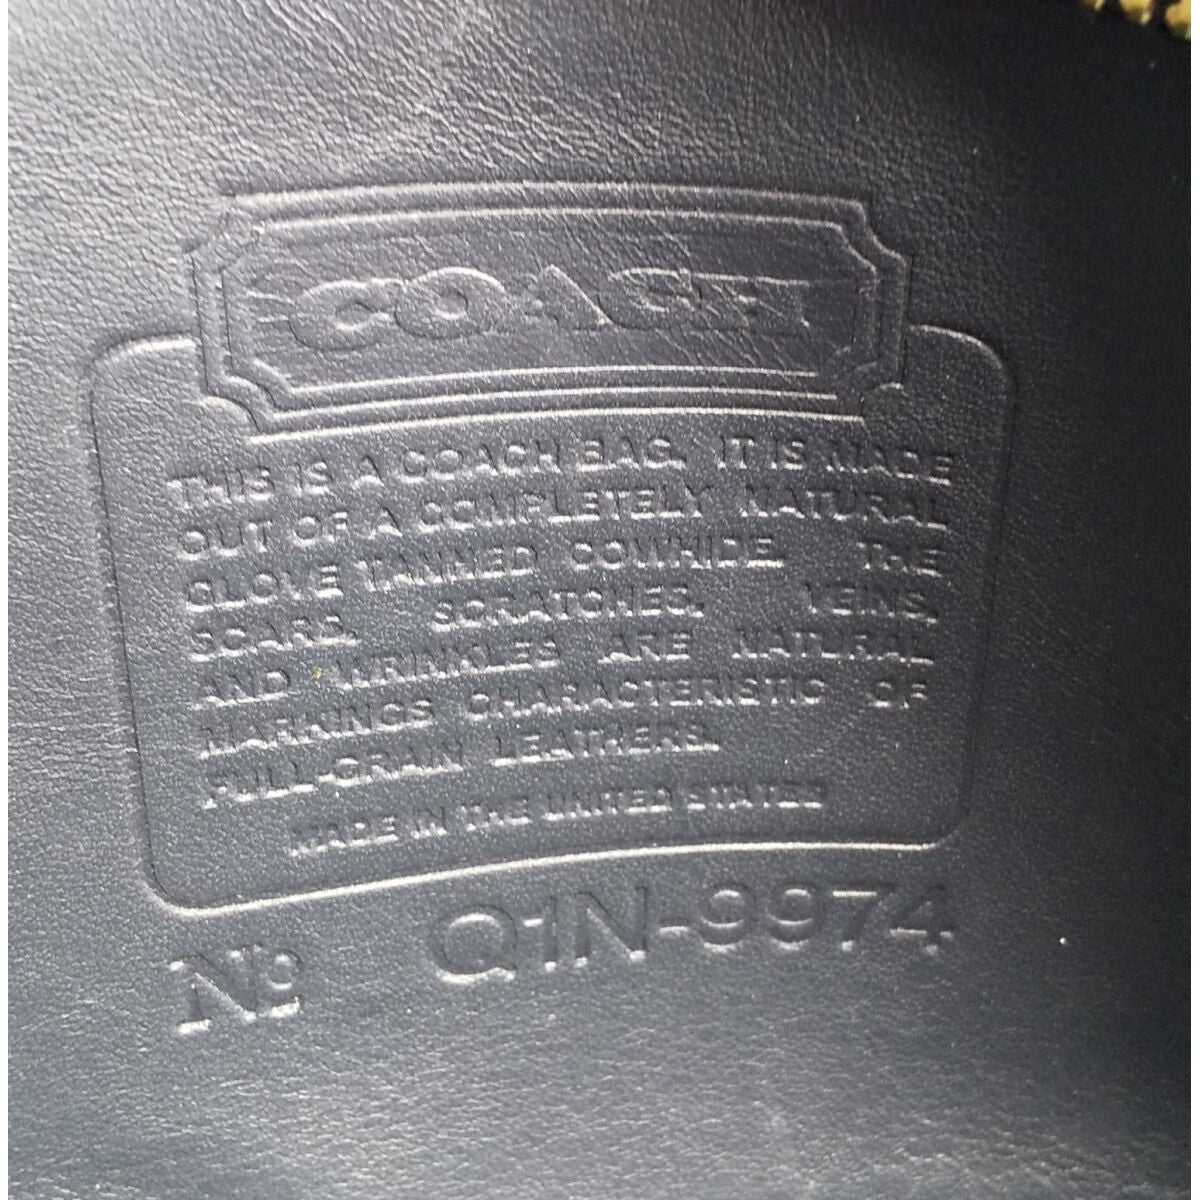 COACH
THIS IS A COACH BAG. IT IS MADE
OUT OF A COMPLETELY NATURAL
GLOVE TANNED COWHIDE. THE
SCARS, SCRATCHES, VEINS,
AND WRINKLES ARE NATURAL
MARKINGS CHARACTERISTIC OF
FULL-GRAIN LEATHERS.
MADE IN THE UNITED STATES
No Q1N-9974